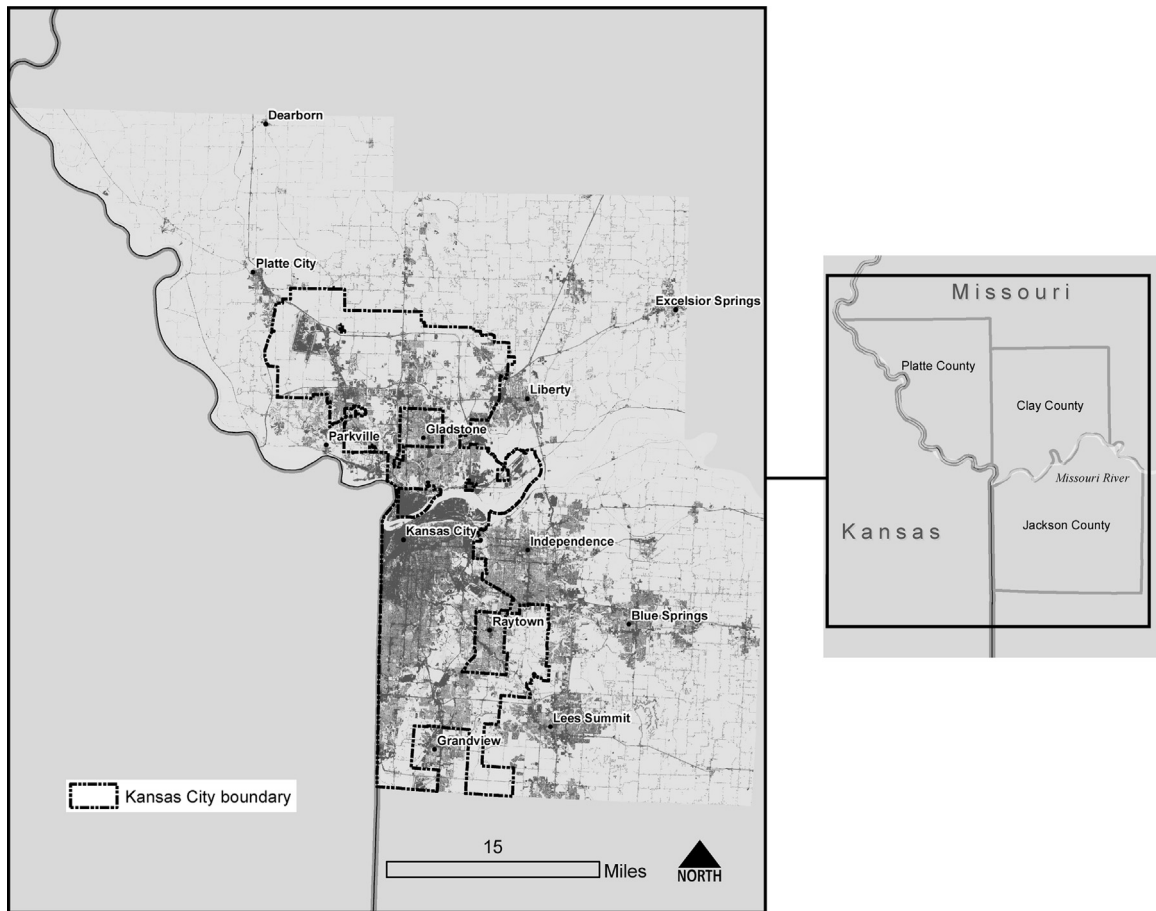 Dearborn
Platte City
Excelsior Springs
Liberty
Gladstone
Parkville
Kansas City
Independence
Blue Springs
Raytown
Lees Summit
Grandview
Kansas City boundary
15
Miles
NORTH
Missouri
Platte County
Clay County
Missouri River
Jackson County
Kansas